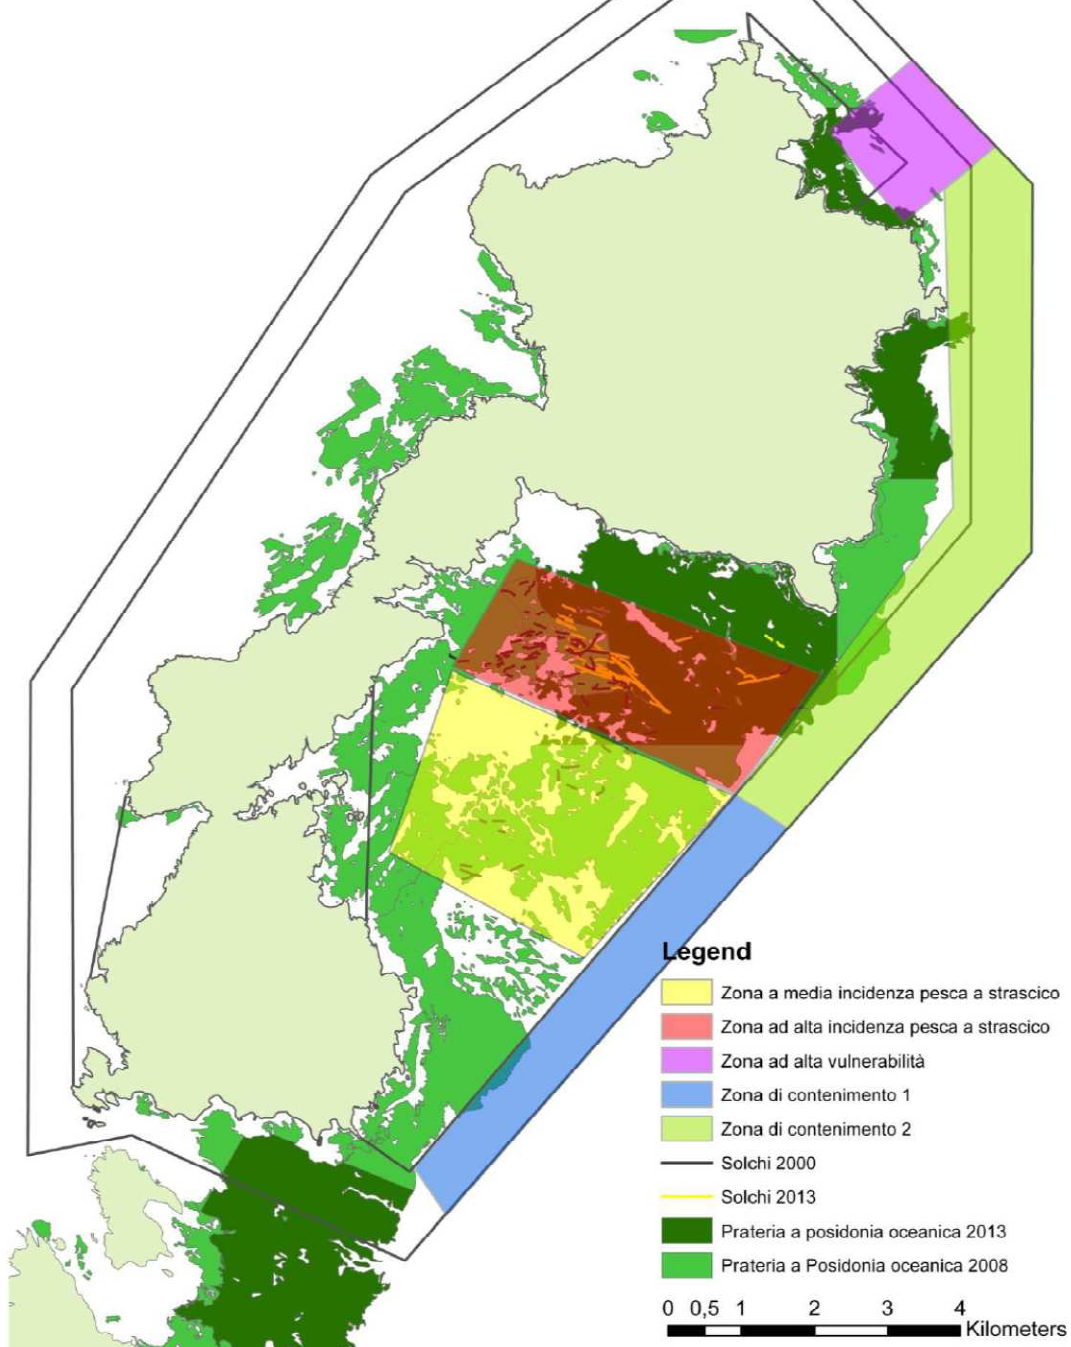 Legend
Zona a media incidenza pesca a strascico
Zona ad alta incidenza pesca a strascico
Zona ad alta vulnerabilità
Zona di contenimento 1
Zona di contenimento 2
Solchi 2000
Solchi 2013
Prateria a posidonia oceanica 2013
Prateria a Posidonia oceanica 2008
0 0,5 1 2 3 4
Kilometers